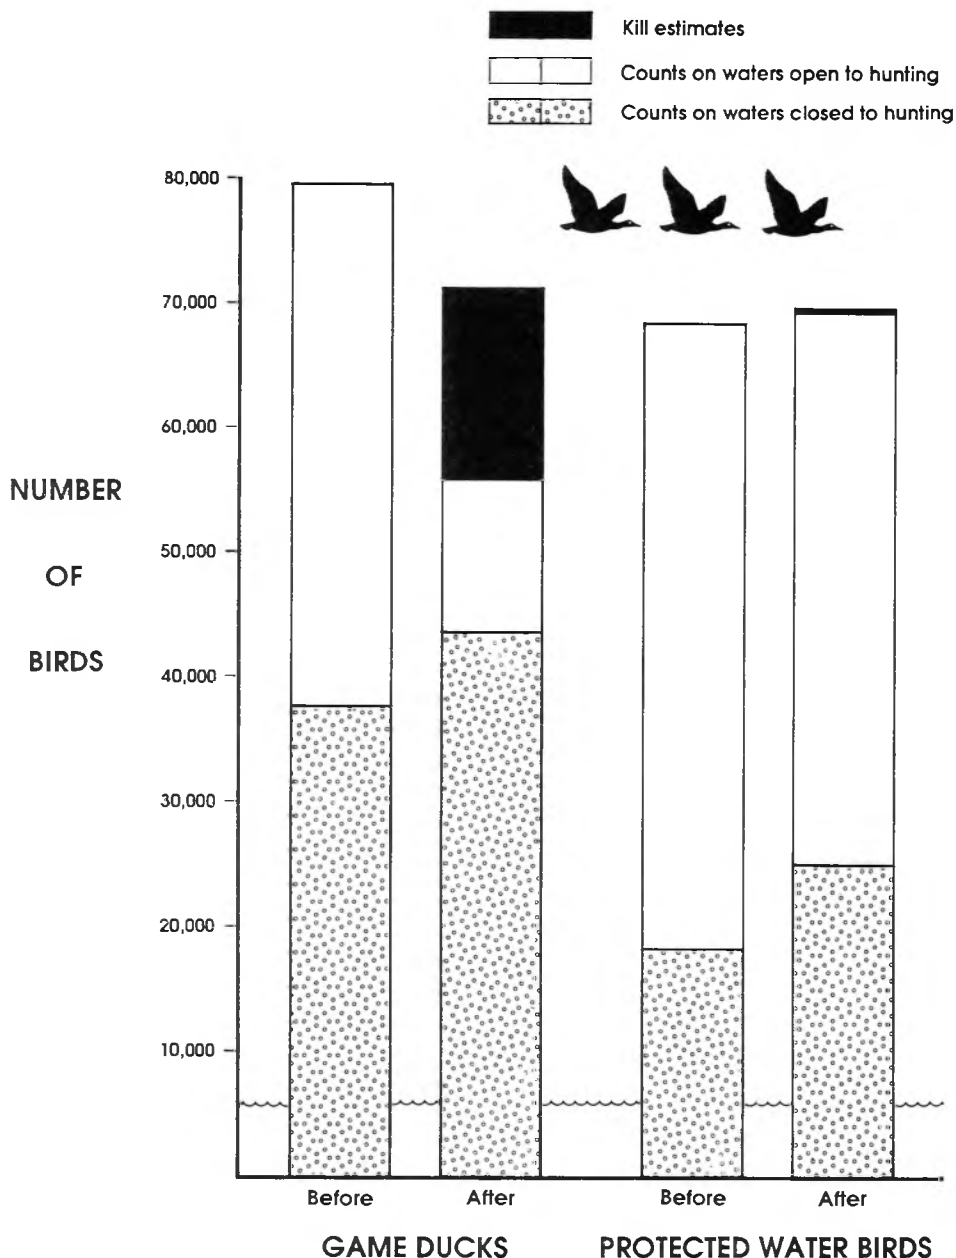 Kill estimates
Counts on waters open to hunting
Counts on waters closed to hunting
80,000
70,000
60,000
50,000
40,000
30,000
20,000
10,000
NUMBER
OF
BIRDS
Before
After
Before
After
GAME DUCKS
PROTECTED WATER BIRDS